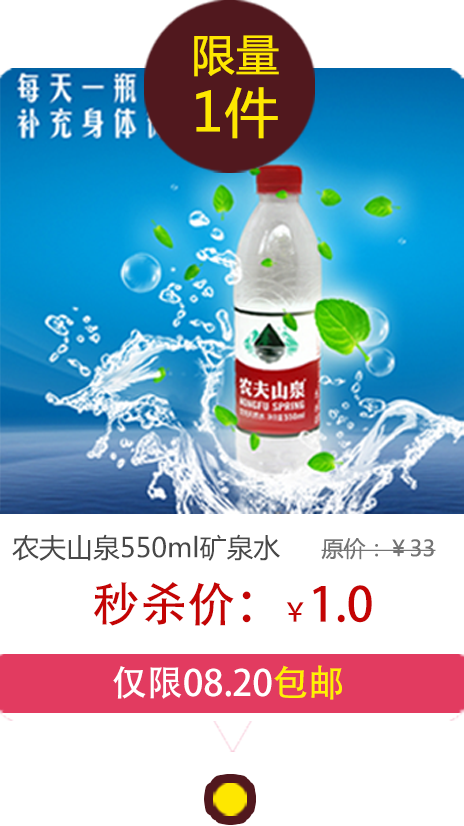 限量
1件
每天一瓶
补充身体
农夫山泉
NONGFU SPRING
550ml
农夫山泉550ml矿泉水
原价：￥33
秒杀价：￥1.0
仅限08.20包邮